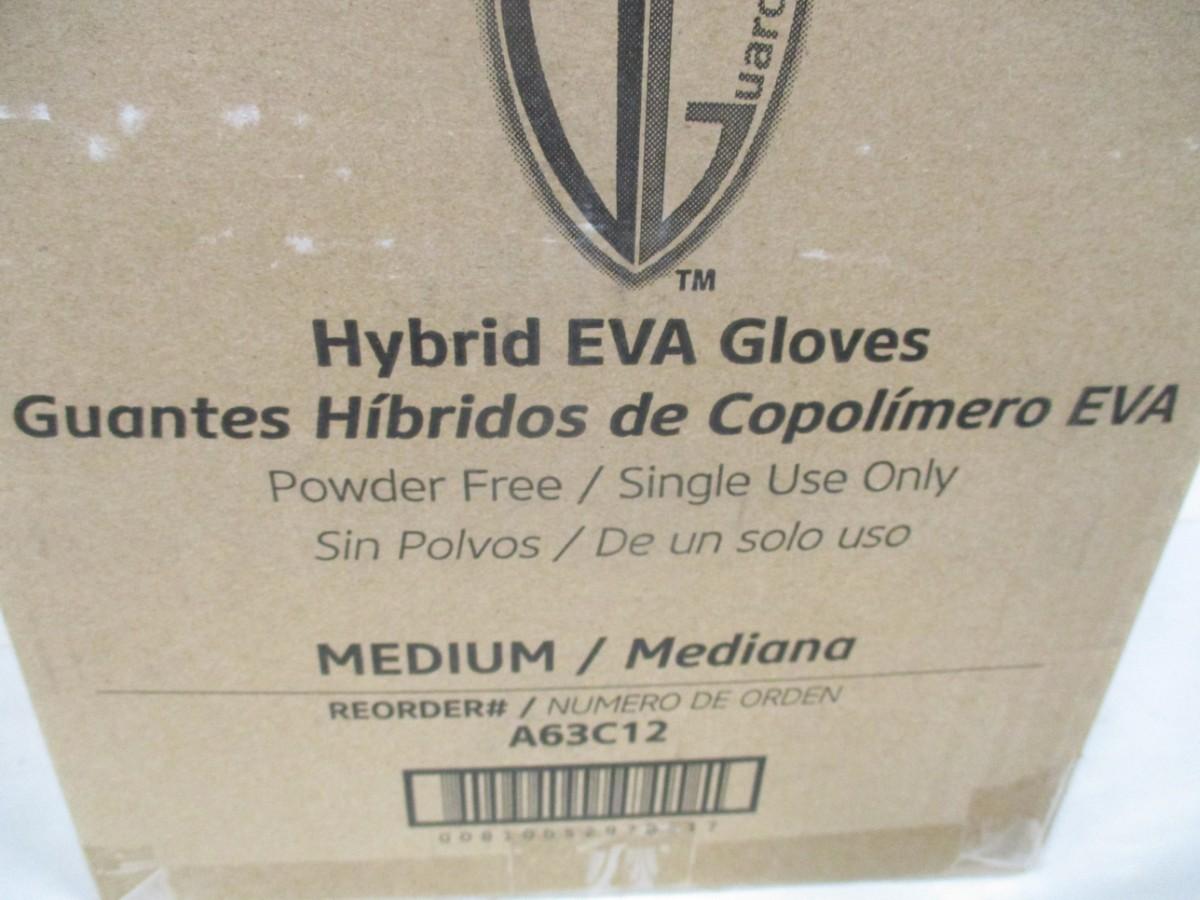 TM
Hybrid EVA Gloves
Guantes Híbridos de Copolímero EVA
Powder Free / Single Use Only
Sin Polvos / De un solo uso
MEDIUM / Mediana
REORDER# / NUMERO DE ORDEN
A63C12